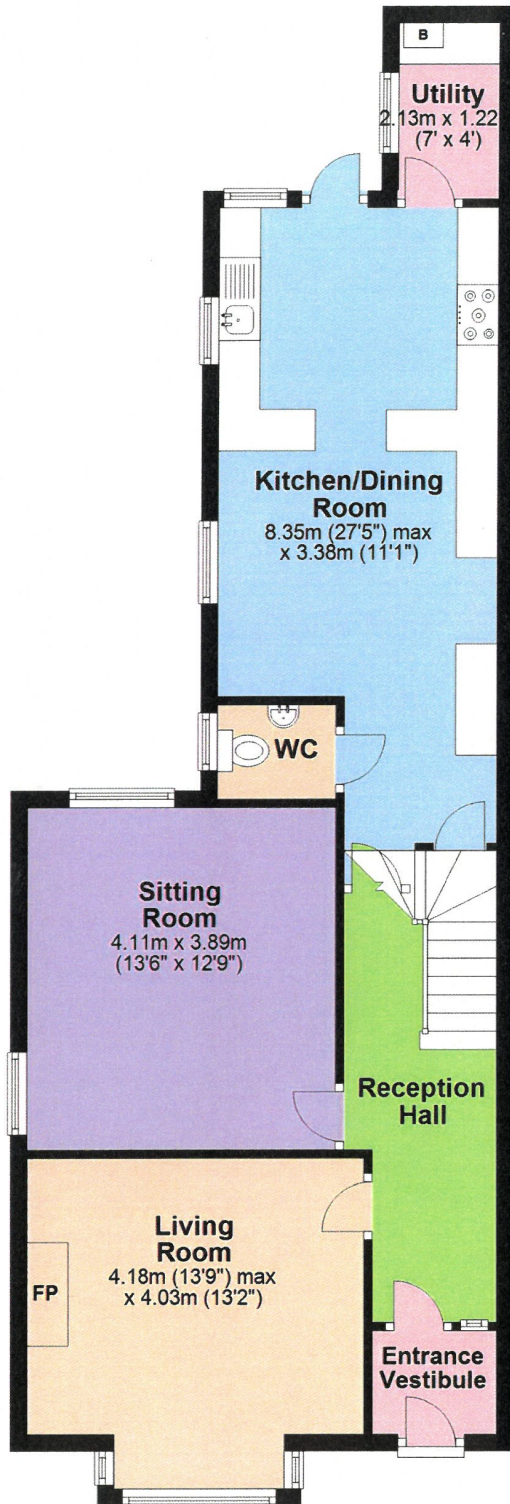 B
Utility
2.13m x 1.22
(7' x 4')
Kitchen/Dining
Room
8.35m (27'5") max
x 3.38m (11'1")
WC
Sitting
Room
4.11m x 3.89m
(13'6" x 12'9")
Reception
Hall
Living
Room
4.18m (13'9") max
x 4.03m (13'2")
FP
Entrance
Vestibule